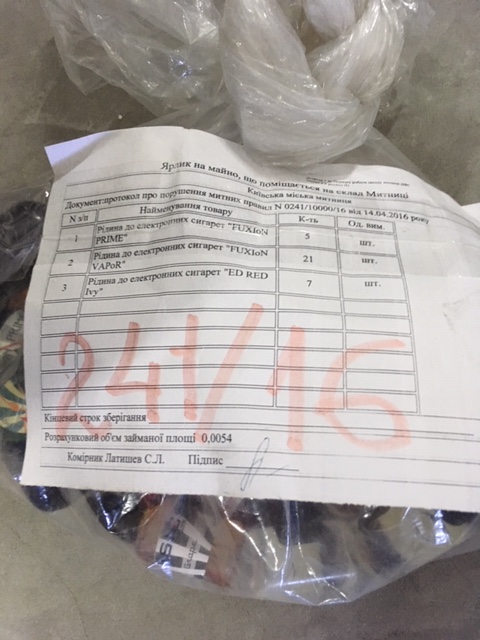 Ярлик на майно, що поміщається на склад Митниці
Київська міська митниця
Документ:протокол про порушення митних правил N 0241/10000/16 від 14.04.2016 року
N з/п Найменування товару К-ть Од. вим.
1 Рідина до електронних сигарет "FUXIoN PRIME" 5 шт.
2 Рідина до електронних сигарет "FUXIoN VAPoR" 21 шт.
3 Рідина до електронних сигарет "ED RED Ivy" 7 шт.
241/16
Кінцевий строк зберігання
Розрахунковий об'єм займаної площі 0,0054
Комірник Латишев С.Л. Підпис